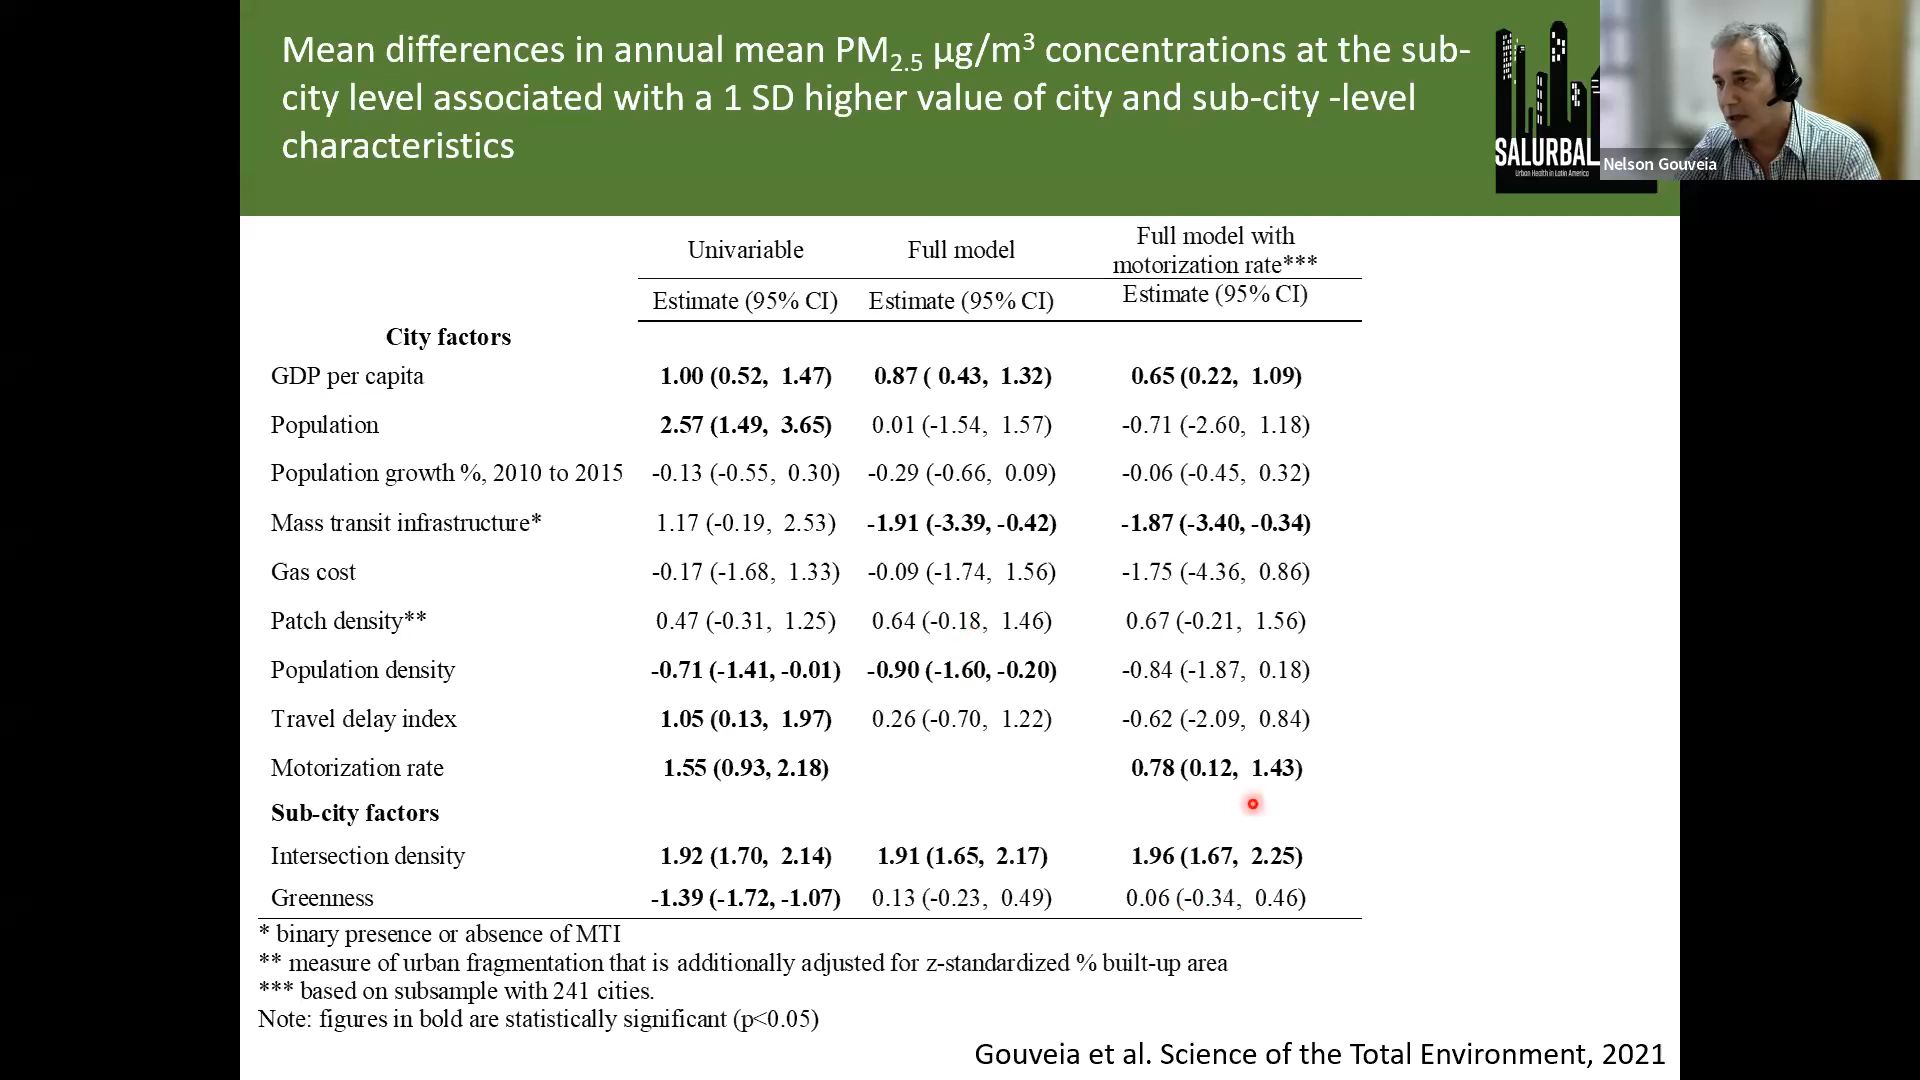 Mean differences in annual mean PM2.5 µg/m3 concentrations at the sub-
city level associated with a 1 SD higher value of city and sub-city -level
characteristics
SALURBAL
Urban Health in Latin America
Nelson Gouveia
Univariable Full model Full model with
motorization rate***
Estimate (95% CI) Estimate (95% CI) Estimate (95% CI)
City factors
GDP per capita 1.00 (0.52, 1.47) 0.87 ( 0.43, 1.32) 0.65 (0.22, 1.09)
Population 2.57 (1.49, 3.65) 0.01 (-1.54, 1.57) -0.71 (-2.60, 1.18)
Population growth %, 2010 to 2015 -0.13 (-0.55, 0.30) -0.29 (-0.66, 0.09) -0.06 (-0.45, 0.32)
Mass transit infrastructure* 1.17 (-0.19, 2.53) -1.91 (-3.39, -0.42) -1.87 (-3.40, -0.34)
Gas cost -0.17 (-1.68, 1.33) -0.09 (-1.74, 1.56) -1.75 (-4.36, 0.86)
Patch density** 0.47 (-0.31, 1.25) 0.64 (-0.18, 1.46) 0.67 (-0.21, 1.56)
Population density -0.71 (-1.41, -0.01) -0.90 (-1.60, -0.20) -0.84 (-1.87, 0.18)
Travel delay index 1.05 (0.13, 1.97) 0.26 (-0.70, 1.22) -0.62 (-2.09, 0.84)
Motorization rate 1.55 (0.93, 2.18) 0.78 (0.12, 1.43)
Sub-city factors
Intersection density 1.92 (1.70, 2.14) 1.91 (1.65, 2.17) 1.96 (1.67, 2.25)
Greenness -1.39 (-1.72, -1.07) 0.13 (-0.23, 0.49) 0.06 (-0.34, 0.46)
* binary presence or absence of MTI
** measure of urban fragmentation that is additionally adjusted for z-standardized % built-up area
*** based on subsample with 241 cities.
Note: figures in bold are statistically significant (p<0.05)
Gouveia et al. Science of the Total Environment, 2021